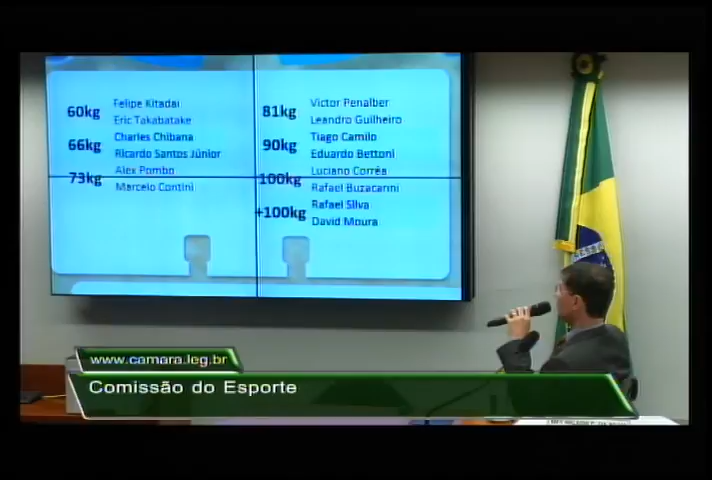 60kg
Felipe Kitadai
Eric Takabatake
66kg
Charles Chibana
Ricardo Santos Júnior
73kg
Alex Pombo
Marcelo Contini
81kg
Victor Penalber
Leandro Guilheiro
90kg
Tiago Camilo
Eduardo Bettoni
100kg
Luciano Corrêa
Rafael Buzacarini
+100kg
Rafael Silva
David Moura
www.camara.leg.br
Comissão do Esporte